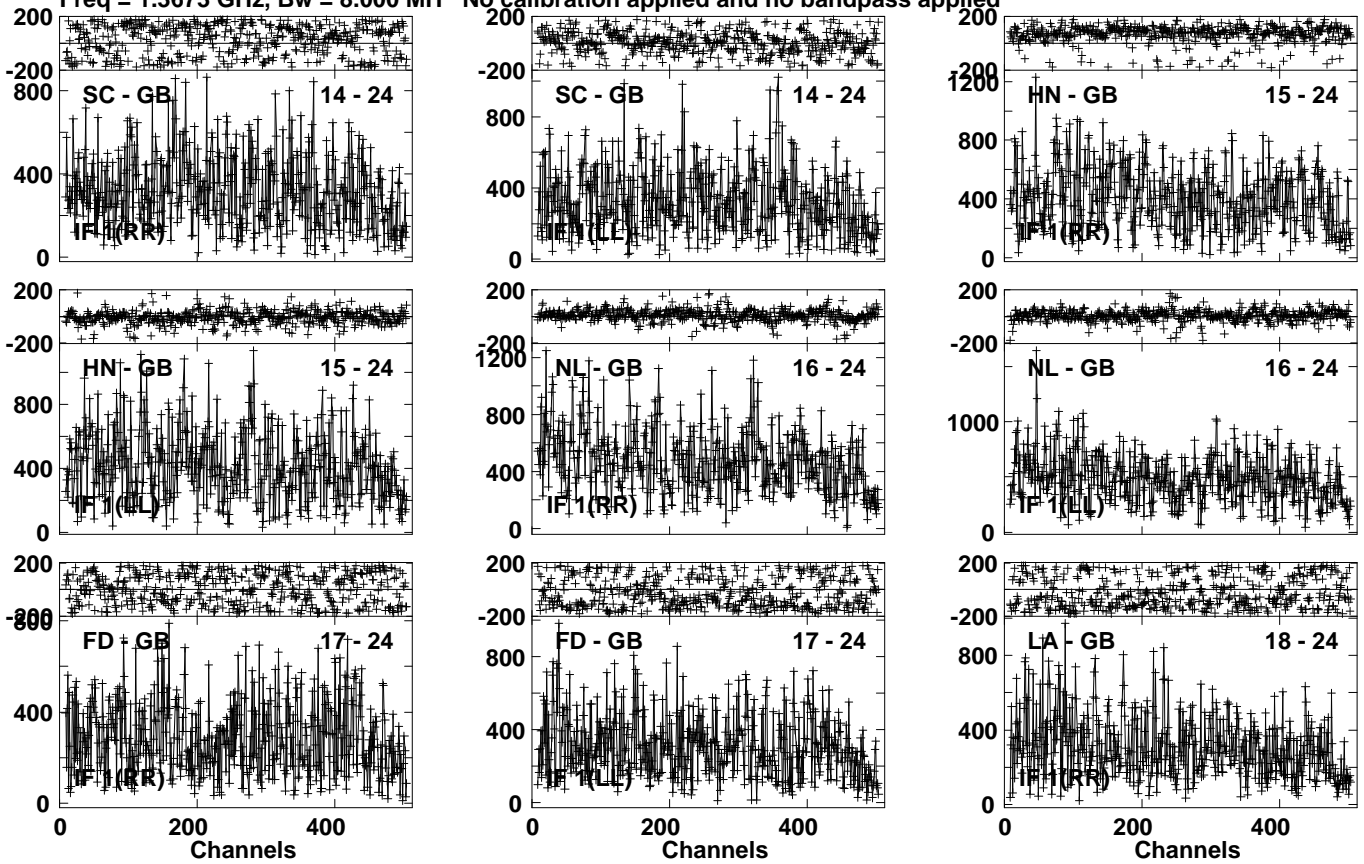 Freq = 1.5675 GHz, Bw = 8.000 MH No calibration applied and no bandpass applied
200 200 200
-200 -200 -200
800 800 1200
SC - GB 14 - 24 SC - GB 14 - 24 HN - GB 15 - 24
800
400 400 400
IF 1(RR) IF 1(LL) IF 1(RR)
0 0 0
200 200 200
-200 -200 -200
1200
HN - GB 15 - 24 NL - GB 16 - 24 NL - GB 16 - 24
800 800 1000
400 400
IF 1(LL) IF 1(RR) IF 1(LL)
0 0 0
200 200 200
-200 -200 -200
800
FD - GB 17 - 24 FD - GB 17 - 24 LA - GB 18 - 24
800 800
400 400 400
IF 1(RR) IF 1(LL) IF 1(RR)
0 0 0
0 200 400 0 200 400 0 200 400
Channels Channels Channels